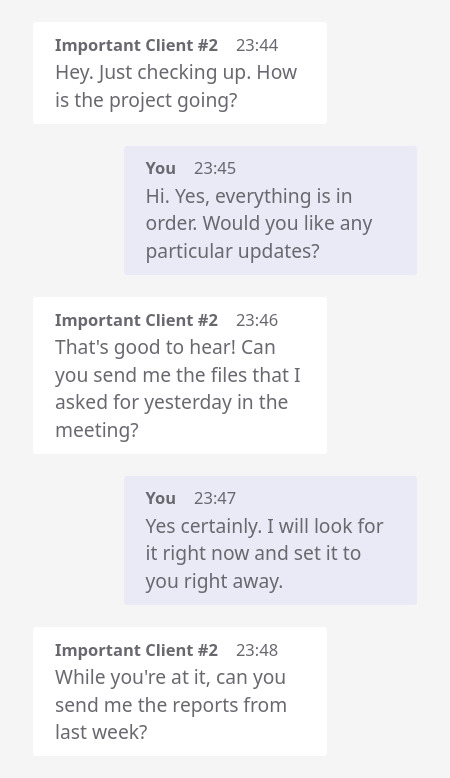 Important Client #2 23:44
Hey. Just checking up. How
is the project going?
You 23:45
Hi. Yes, everything is in
order. Would you like any
particular updates?
Important Client #2 23:46
That's good to hear! Can
you send me the files that I
asked for yesterday in the
meeting?
You 23:47
Yes certainly. I will look for
it right now and set it to
you right away.
Important Client #2 23:48
While you're at it, can you
send me the reports from
last week?